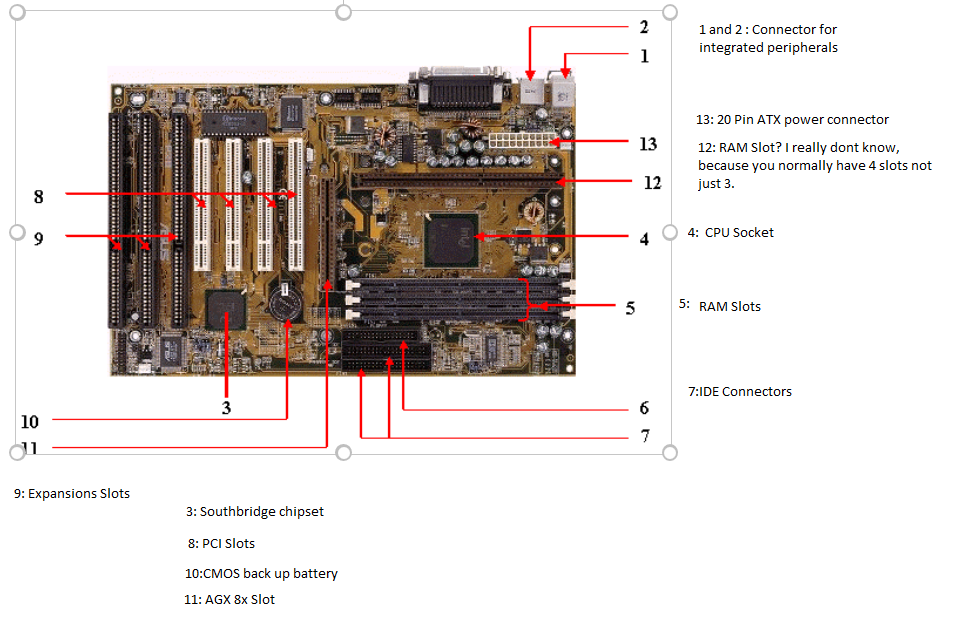 2
1
1 and 2 : Connector for
integrated peripherals
13
13: 20 Pin ATX power connector
12
12: RAM Slot? I really dont know,
because you normally have 4 slots not
just 3.
8
9
4
4:  CPU Socket
5
5:
RAM Slots
3
6
7
7:IDE Connectors
10
11
9: Expansions Slots
3: Southbridge chipset
8: PCI Slots
10:CMOS back up battery
11: AGX 8x Slot